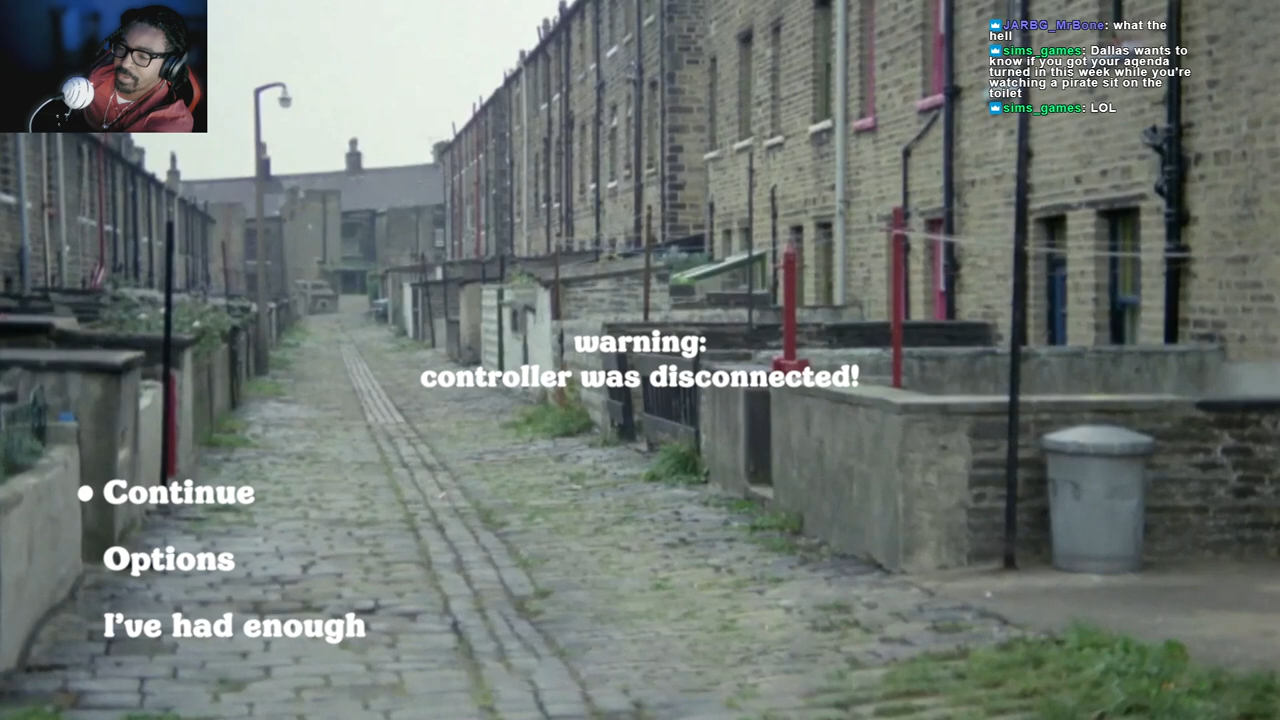 JARBG_MrBone: what the
hell
sims_games: Dallas wants to
know if you got your agenda
turned in this week while you're
watching a pirate sit on the
toilet
sims_games: LOL
warning:
controller was disconnected!
Continue
Options
I've had enough